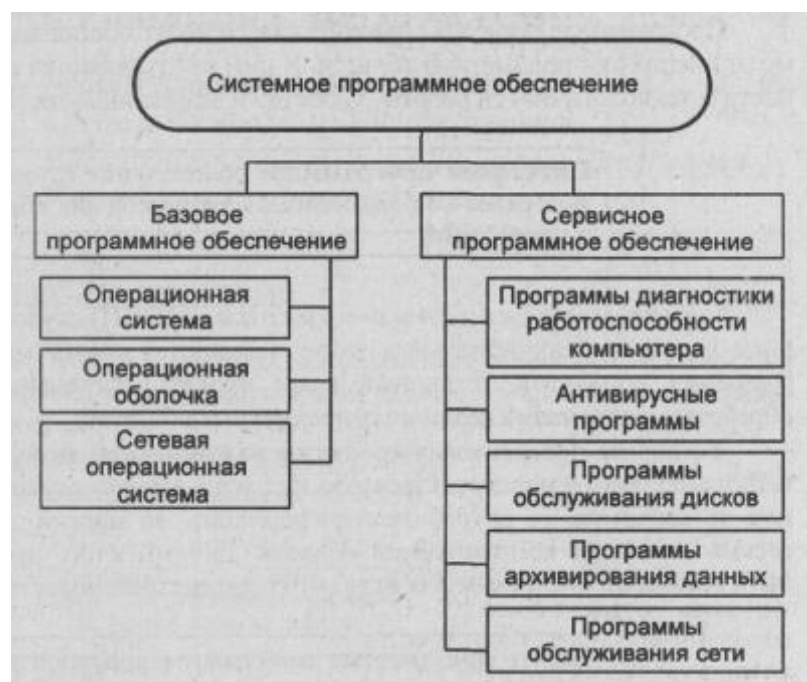 Системное программное обеспечение
Базовое
программное обеспечение
Операционная
система
Операционная
оболочка
Сетевая
операционная
система
Сервисное
программное обеспечение
Программы диагностики
работоспособности
компьютера
Антивирусные
программы
Программы
обслуживания дисков
Программы
архивирования данных
Программы
обслуживания сети